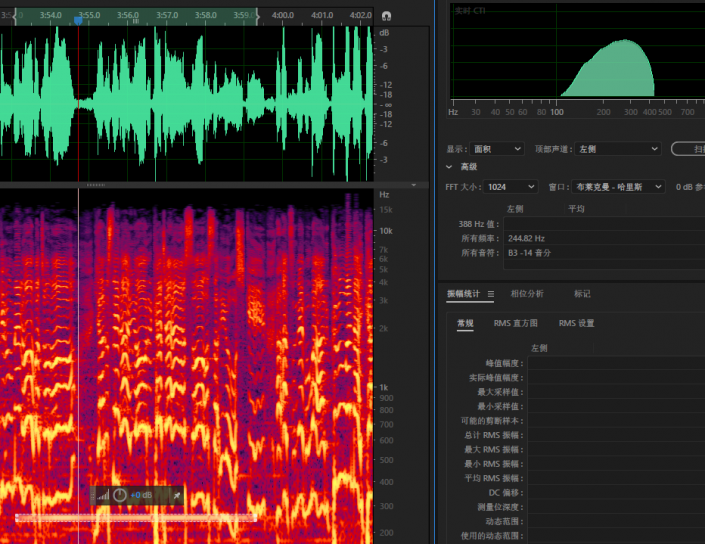 3:54.0 3:55.0 3:56.0 3:57.0 3:58.0 3:59.0 4:00.0 4:01.0 4:02.0
dB
-3
-6
-12
-18
- ∞
-18
-12
-6
-3
Hz
15k
10k
7k
6k
5k
4k
3k
2k
1k
900
800
700
600
500
400
300
200
+0 dB
实时 CTI
Hz 30 40 50 60 80 100 200 300 400 500 700
显示: 面积 顶部声道: 左侧
高级
FFT 大小: 1024 窗口: 布莱克曼 - 哈里斯 0 dB
左侧 平均
388 Hz 值:
所有频率: 244.82 Hz
所有音符: B3 -14 音分
振幅统计 相位分析 标记
常规 RMS 直方图 RMS 设置
左侧
峰值幅度:
实际峰值幅度:
最大采样值:
最小采样值:
可能的剪断样本:
总计 RMS 振幅:
最大 RMS 振幅:
最小 RMS 振幅:
平均 RMS 振幅:
DC 偏移:
测量位深度:
动态范围:
使用的动态范围: